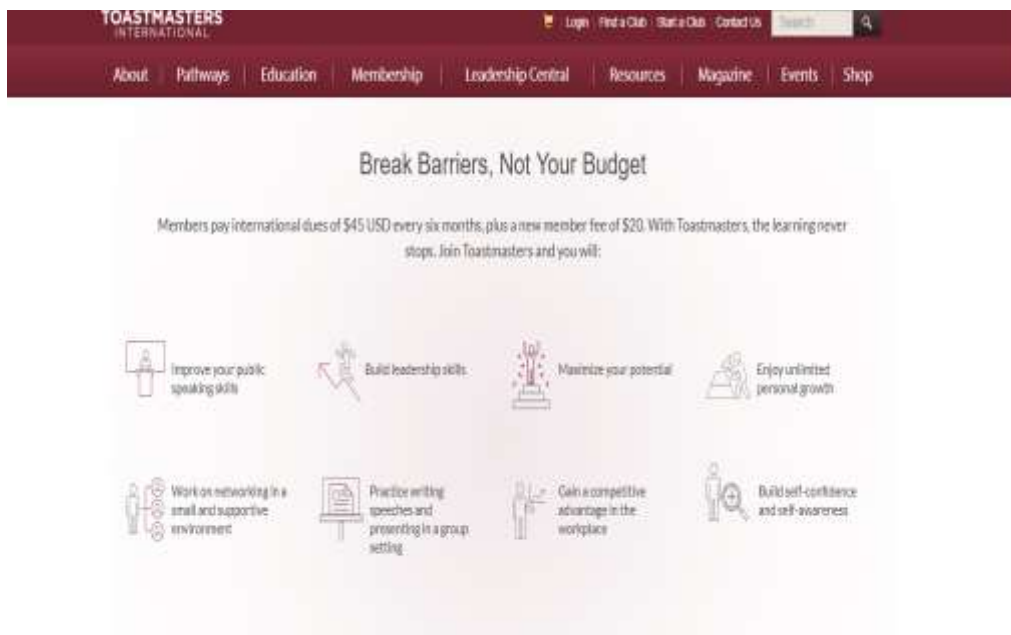 TOASTMASTERS
INTERNATIONAL
Login Find a Club Start a Club Contact Us Search
About Pathways Education Membership Leadership Central Resources Magazine Events Shop
Break Barriers, Not Your Budget
Members pay international dues of $45 USD every six months, plus a new member fee of $20. With Toastmasters, the learning never
stops. Join Toastmasters and you will:
Improve your public
speaking skills
Build leadership skills
Maximize your potential
Enjoy unlimited
personal growth
Work on networking in a
small and supportive
environment
Practice writing
speeches and
presenting in a group
setting
Gain a competitive
advantage in the
workplace
Build self-confidence
and self-awareness